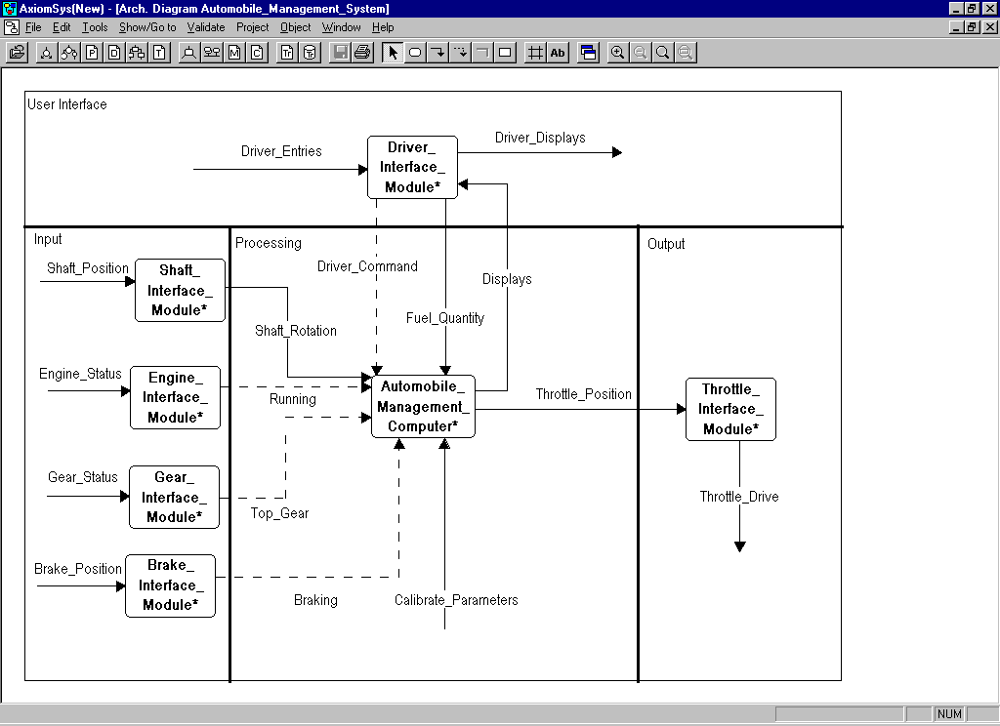 AxiomSys(New) - [Arch. Diagram Automobile_Management_System]
File Edit Tools Show/Go to Validate Project Object Window Help
P D T M C Tr Tr Ab
User Interface
Driver_Entries
Driver_
Interface_
Module*
Driver_Displays
Input
Processing
Output
Shaft_Position
Shaft_
Interface_
Module*
Driver_Command
Displays
Fuel_Quantity
Shaft_Rotation
Engine_Status
Engine_
Interface_
Module*
Running
Automobile_
Management_
Computer*
Throttle_Position
Throttle_
Interface_
Module*
Gear_Status
Gear_
Interface_
Module*
Top_Gear
Throttle_Drive
Brake_Position
Brake_
Interface_
Module*
Braking
Calibrate_Parameters
NUM